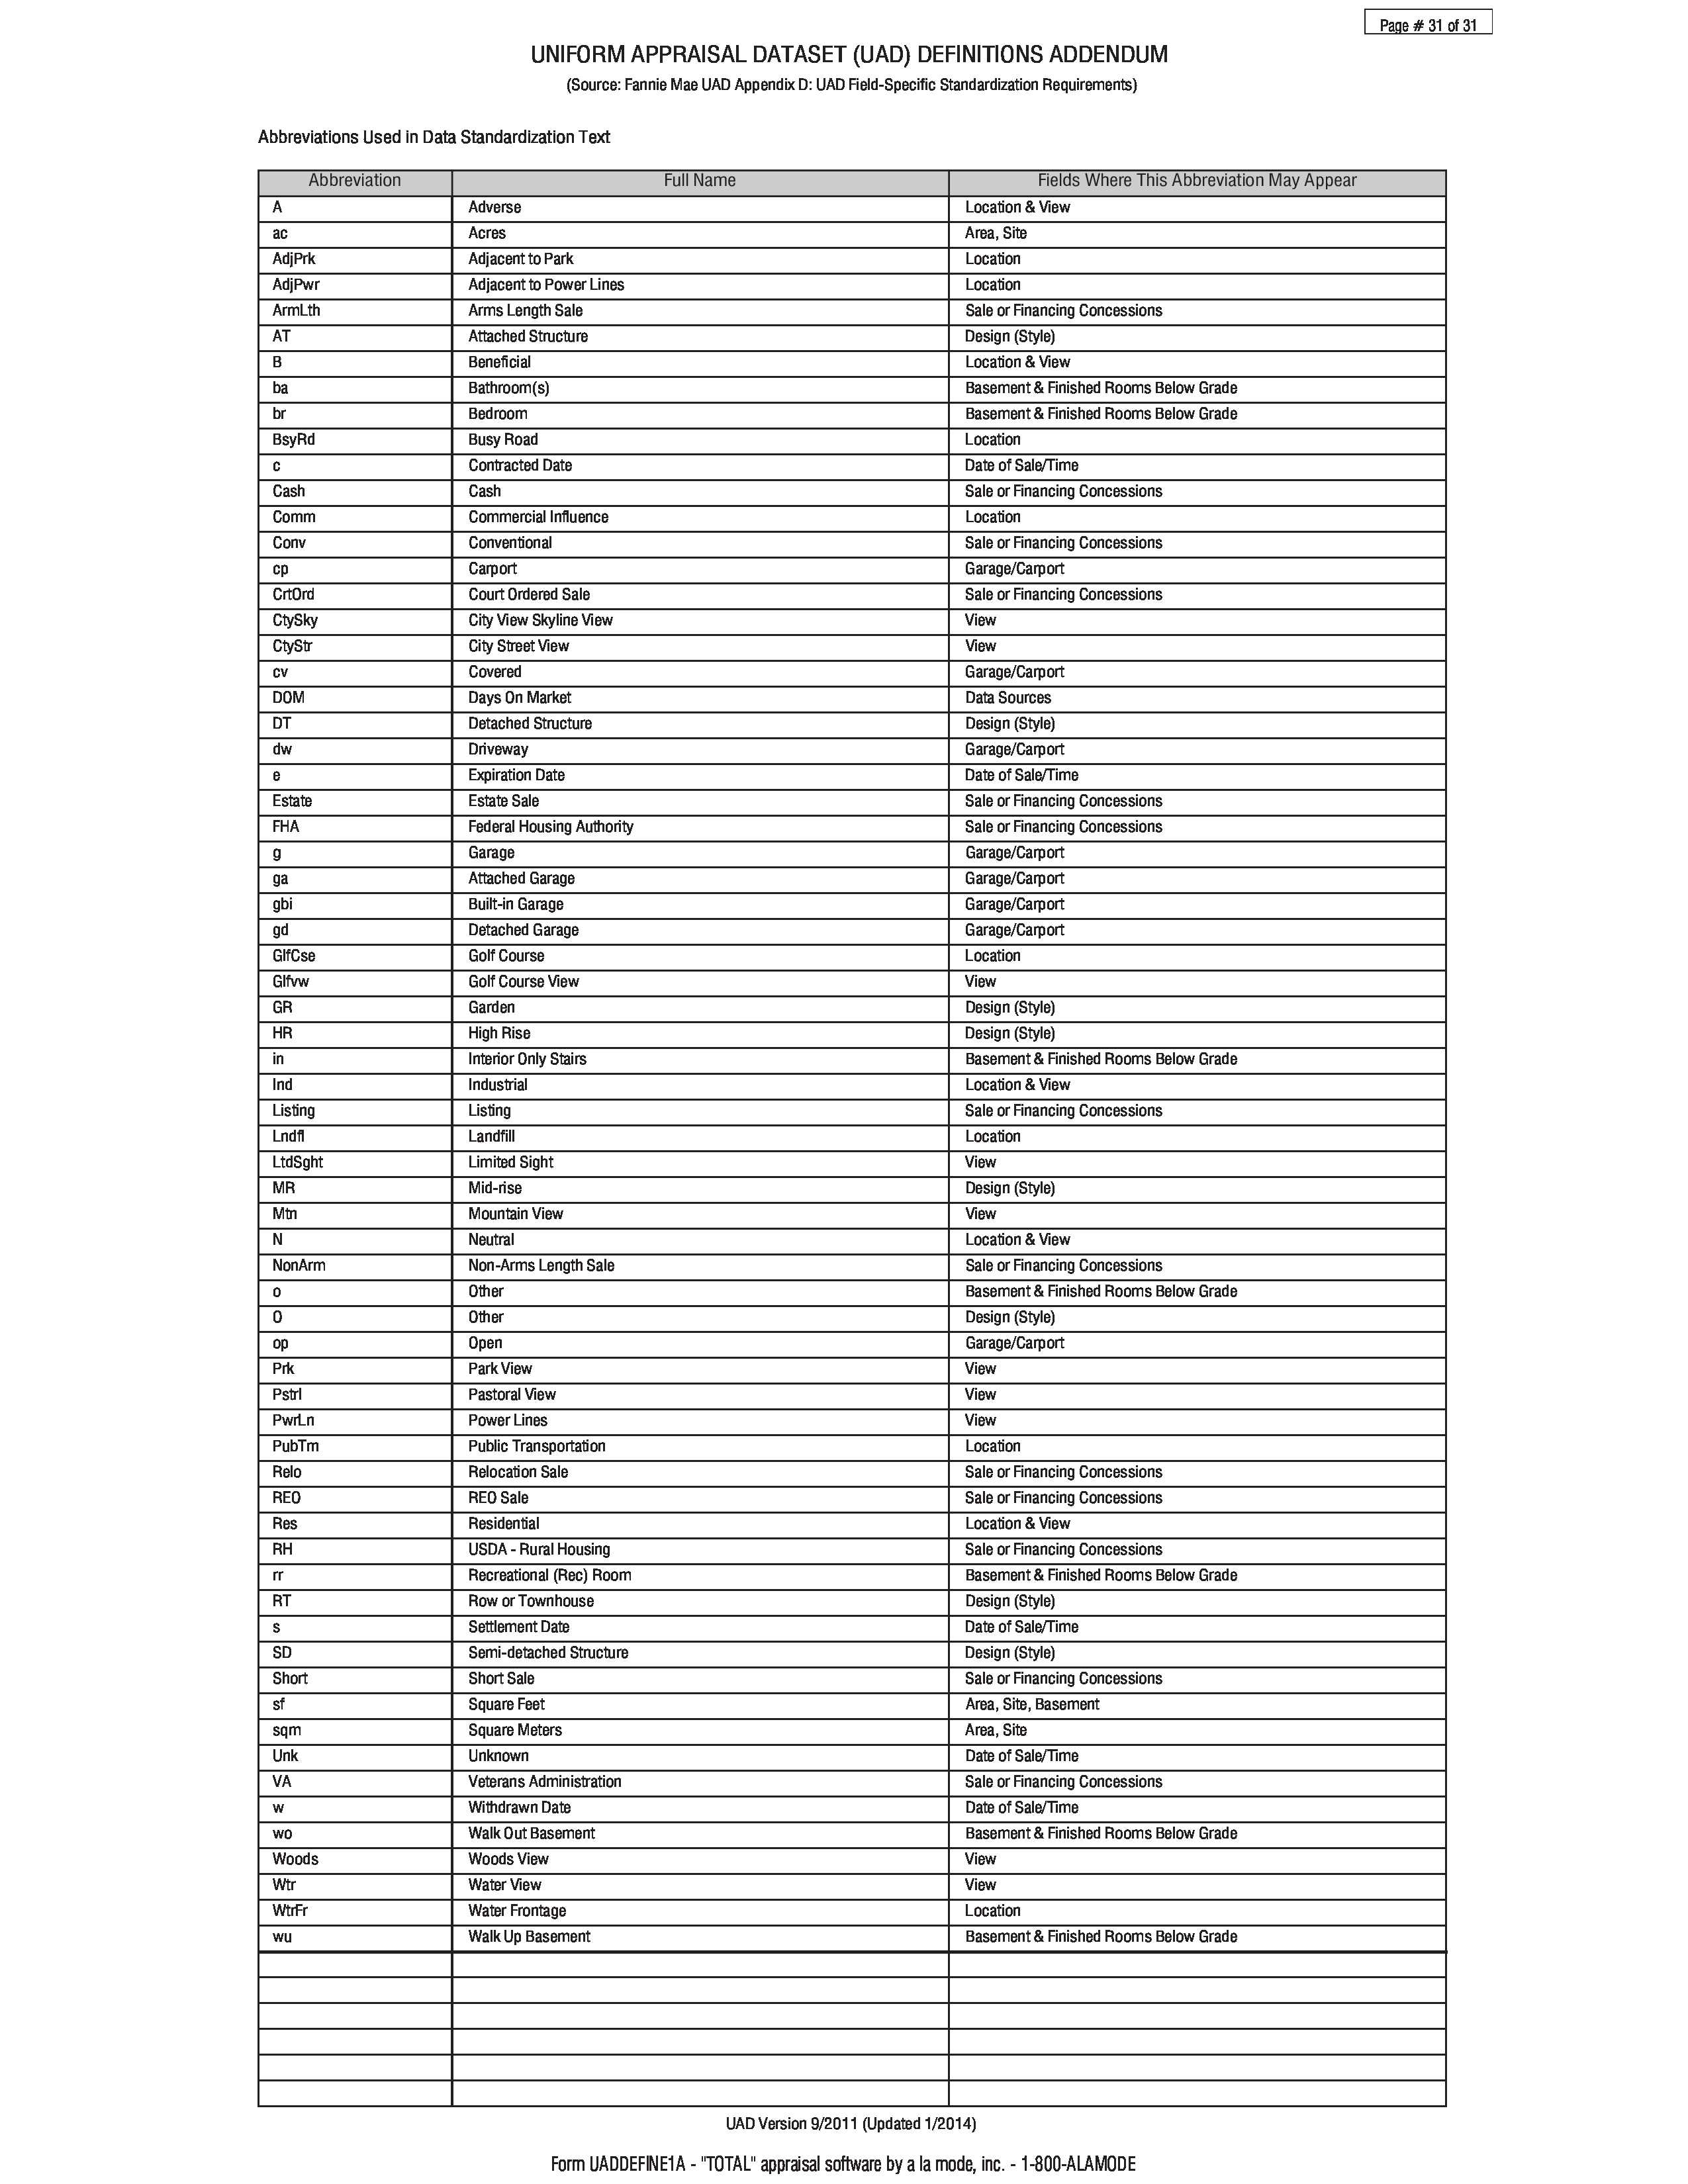 Page # 31 of 31
UNIFORM APPRAISAL DATASET (UAD) DEFINITIONS ADDENDUM
(Source: Fannie Mae UAD Appendix D: UAD Field-Specific Standardization Requirements)
Abbreviations Used in Data Standardization Text
Abbreviation Full Name Fields Where This Abbreviation May Appear
A Adverse Location & View
ac Acres Area, Site
AdjPrk Adjacent to Park Location
AdjPwr Adjacent to Power Lines Location
ArmLth Arms Length Sale Sale or Financing Concessions
AT Attached Structure Design (Style)
B Beneficial Location & View
ba Bathroom(s) Basement & Finished Rooms Below Grade
br Bedroom Basement & Finished Rooms Below Grade
BsyRd Busy Road Location
c Contracted Date Date of Sale/Time
Cash Cash Sale or Financing Concessions
Comm Commercial Influence Location
Conv Conventional Sale or Financing Concessions
cp Carport Garage/Carport
CrtOrd Court Ordered Sale Sale or Financing Concessions
CtySky City View Skyline View View
CtyStr City Street View View
cv Covered Garage/Carport
DOM Days On Market Data Sources
DT Detached Structure Design (Style)
dw Driveway Garage/Carport
e Expiration Date Date of Sale/Time
Estate Estate Sale Sale or Financing Concessions
FHA Federal Housing Authority Sale or Financing Concessions
g Garage Garage/Carport
ga Attached Garage Garage/Carport
gbi Built-in Garage Garage/Carport
gd Detached Garage Garage/Carport
GlfCse Golf Course Location
Glfvw Golf Course View View
GR Garden Design (Style)
HR High Rise Design (Style)
in Interior Only Stairs Basement & Finished Rooms Below Grade
Ind Industrial Location & View
Listing Listing Sale or Financing Concessions
Lndfl Landfill Location
LtdSght Limited Sight View
MR Mid-rise Design (Style)
Mtn Mountain View View
N Neutral Location & View
NonArm Non-Arms Length Sale Sale or Financing Concessions
o Other Basement & Finished Rooms Below Grade
O Other Design (Style)
op Open Garage/Carport
Prk Park View View
Pstrl Pastoral View View
PwrLn Power Lines View
PubTrn Public Transportation Location
Relo Relocation Sale Sale or Financing Concessions
REO REO Sale Sale or Financing Concessions
Res Residential Location & View
RH USDA - Rural Housing Sale or Financing Concessions
rr Recreational (Rec) Room Basement & Finished Rooms Below Grade
RT Row or Townhouse Design (Style)
s Settlement Date Date of Sale/Time
SD Semi-detached Structure Design (Style)
Short Short Sale Sale or Financing Concessions
sf Square Feet Area, Site, Basement
sqm Square Meters Area, Site
Unk Unknown Date of Sale/Time
VA Veterans Administration Sale or Financing Concessions
w Withdrawn Date Date of Sale/Time
wo Walk Out Basement Basement & Finished Rooms Below Grade
Woods Woods View View
Wtr Water View View
WtrFr Water Frontage Location
wu Walk Up Basement Basement & Finished Rooms Below Grade
UAD Version 9/2011 (Updated 1/2014)
Form UADDEFINE1A - "TOTAL" appraisal software by a la mode, inc. - 1-800-ALAMODE